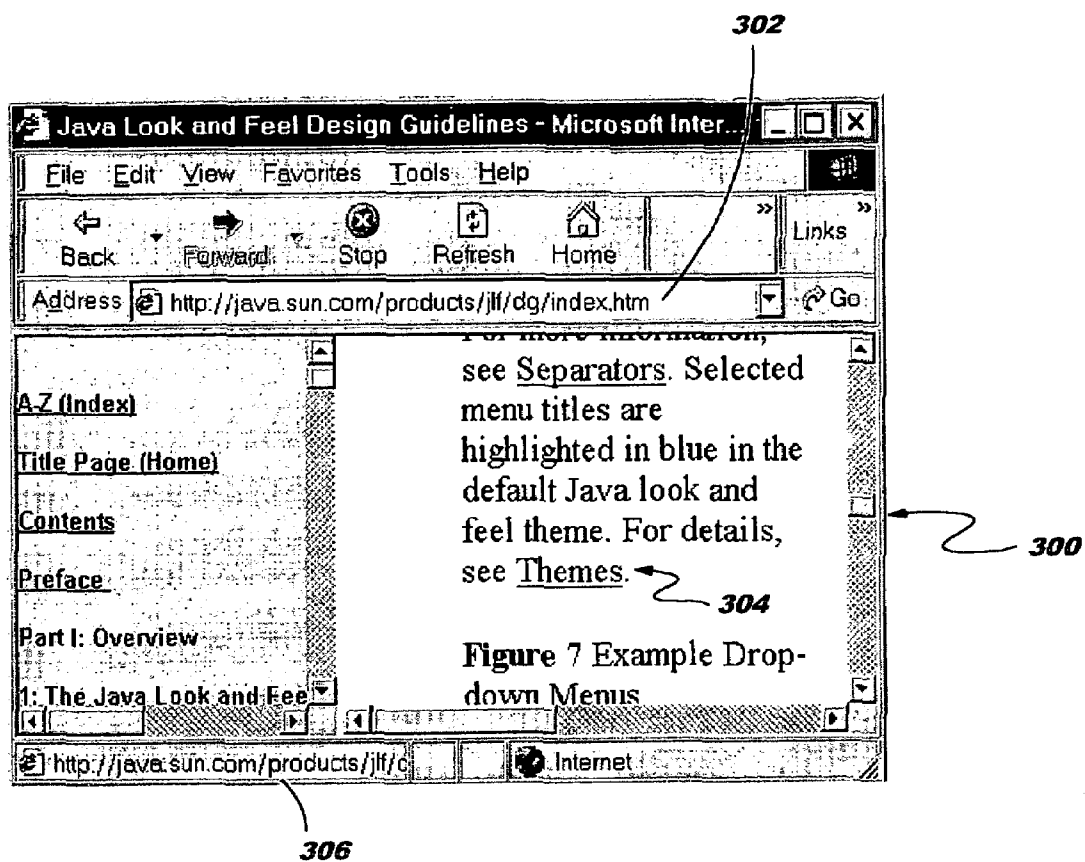 302
Java Look and Feel Design Guidelines - Microsoft Inter...
File Edit View Favorites Tools Help
Back Forward Stop Refresh Home » Links »
Address http://java.sun.com/products/jlf/dg/index.htm Go
A-Z (Index)
Title Page (Home)
Contents
Preface
Part I: Overview
1: The Java Look and Fee
For more information,
see Separators. Selected
menu titles are
highlighted in blue in the
default Java look and
feel theme. For details,
see Themes.
304
300
Figure 7 Example Drop-
down Menus
http://java.sun.com/products/jlf/d Internet
306